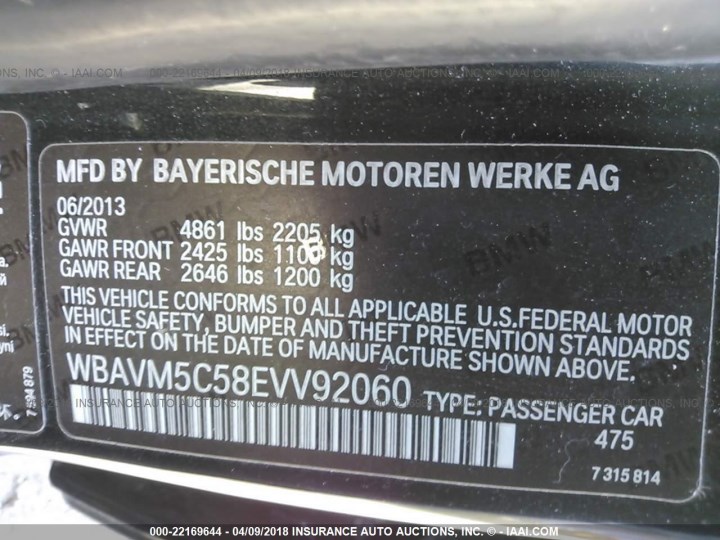 MFD BY BAYERISCHE MOTOREN WERKE AG
06/2013
GVWR 4861 lbs 2205 kg
GAWR FRONT 2425 lbs 1100 kg
GAWR REAR 2646 lbs 1200 kg
THIS VEHICLE CONFORMS TO ALL APPLICABLE U.S.FEDERAL MOTOR
VEHICLE SAFETY, BUMPER AND THEFT PREVENTION STANDARDS
IN EFFECT ON THE DATE OF MANUFACTURE SHOWN ABOVE.
WBAVM5C58EVV92060 TYPE: PASSENGER CAR
475
7 315 814
7 594 879
000-22169644 - 04/09/2018 INSURANCE AUTO AUCTIONS, INC. © - IAAI.COM